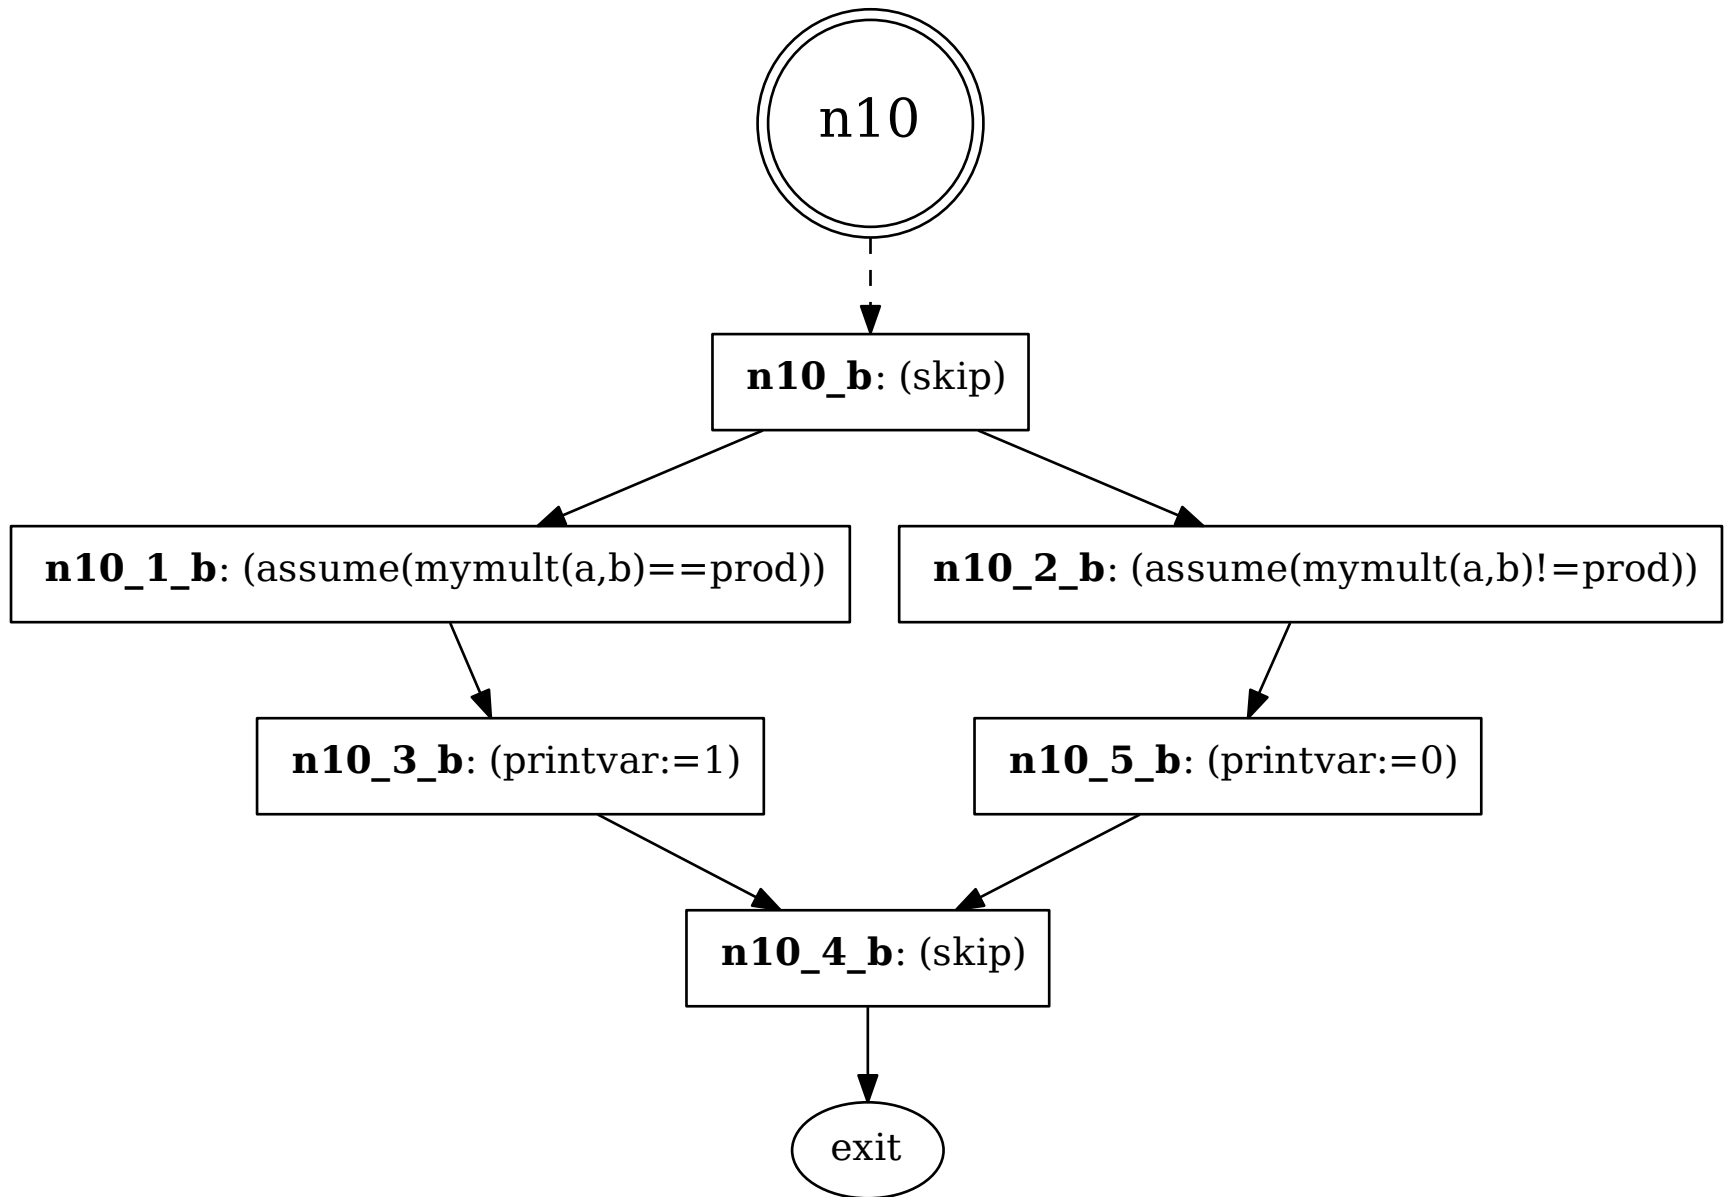 n10
n10_b: (skip)
n10_1_b: (assume(mymult(a,b)==prod))
n10_2_b: (assume(mymult(a,b)!=prod))
n10_3_b: (printvar:=1)
n10_5_b: (printvar:=0)
n10_4_b: (skip)
exit